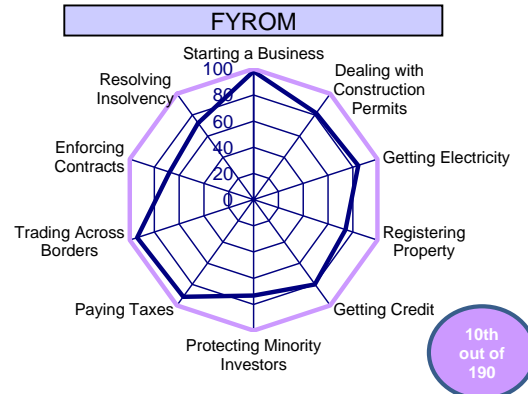 FYROM
Starting a Business
Dealing with
Construction
Permits
Getting Electricity
Registering
Property
Getting Credit
Protecting Minority
Investors
Paying Taxes
Trading Across
Borders
Enforcing
Contracts
Resolving
Insolvency
100
80
60
40
20
0
10th
out of
190